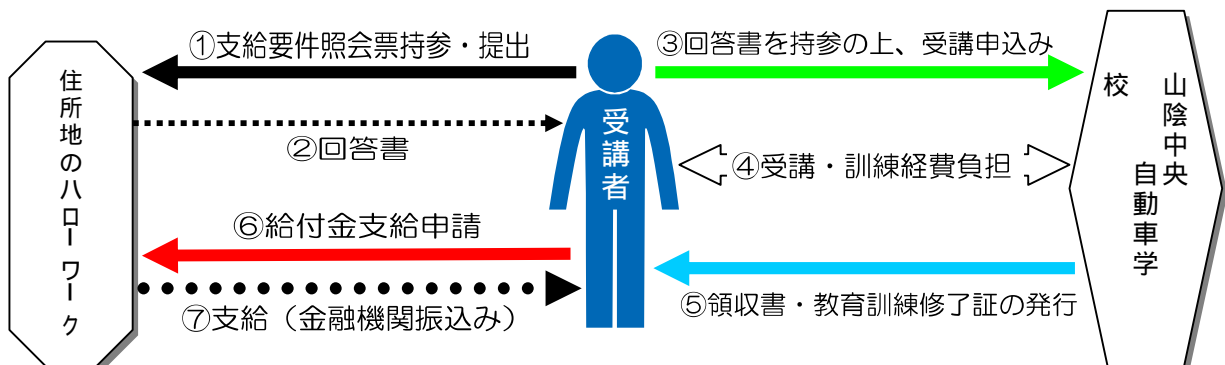 ①支給要件照会票持参・提出
③回答書を持参の上、受講申込み
住所地のハローワーク
②回答書
受講者
④受講・訓練経費負担
山陰中央
自動車学
校
⑥給付金支給申請
⑤領収書・教育訓練修了証の発行
⑦支給（金融機関振込み）